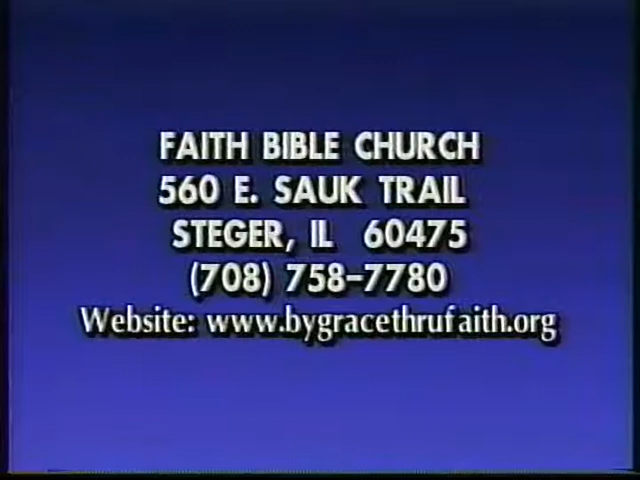 FAITH BIBLE CHURCH
560 E. SAUK TRAIL
STEGER, IL 60475
(708) 758-7780
Website: www.bygracethrufaith.org